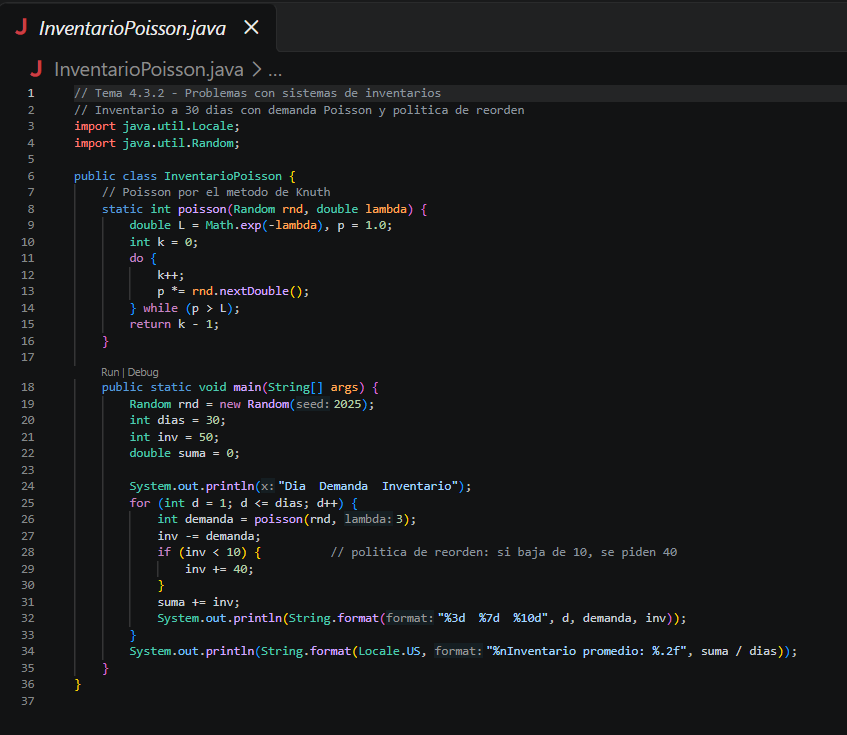 InventarioPoisson.java
InventarioPoisson.java > ...
1 // Tema 4.3.2 - Problemas con sistemas de inventarios
2 // Inventario a 30 dias con demanda Poisson y politica de reorden
3 import java.util.Locale;
4 import java.util.Random;
5
6 public class InventarioPoisson {
7     // Poisson por el metodo de Knuth
8     static int poisson(Random rnd, double lambda) {
9         double L = Math.exp(-lambda), p = 1.0;
10         int k = 0;
11         do {
12             k++;
13             p *= rnd.nextDouble();
14         } while (p > L);
15         return k - 1;
16     }
17
Run | Debug
18     public static void main(String[] args) {
19         Random rnd = new Random(seed: 2025);
20         int dias = 30;
21         int inv = 50;
22         double suma = 0;
23
24         System.out.println(x: "Dia  Demanda  Inventario");
25         for (int d = 1; d <= dias; d++) {
26             int demanda = poisson(rnd, lambda: 3);
27             inv -= demanda;
28             if (inv < 10) {          // politica de reorden: si baja de 10, se piden 40
29                 inv += 40;
30             }
31             suma += inv;
32             System.out.println(String.format(format: "%3d  %7d  %10d", d, demanda, inv));
33         }
34         System.out.println(String.format(Locale.US, format: "%nInventario promedio: %.2f", suma / dias));
35     }
36 }
37